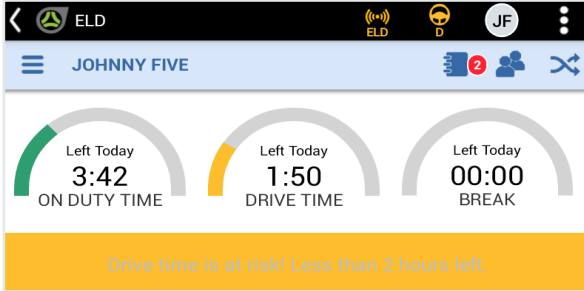 ELD
ELD
D
JF
JOHNNY FIVE
2
Left Today
3:42
ON DUTY TIME
Left Today
1:50
DRIVE TIME
Left Today
00:00
BREAK
Drive time is at risk! Less than 2 hours left.